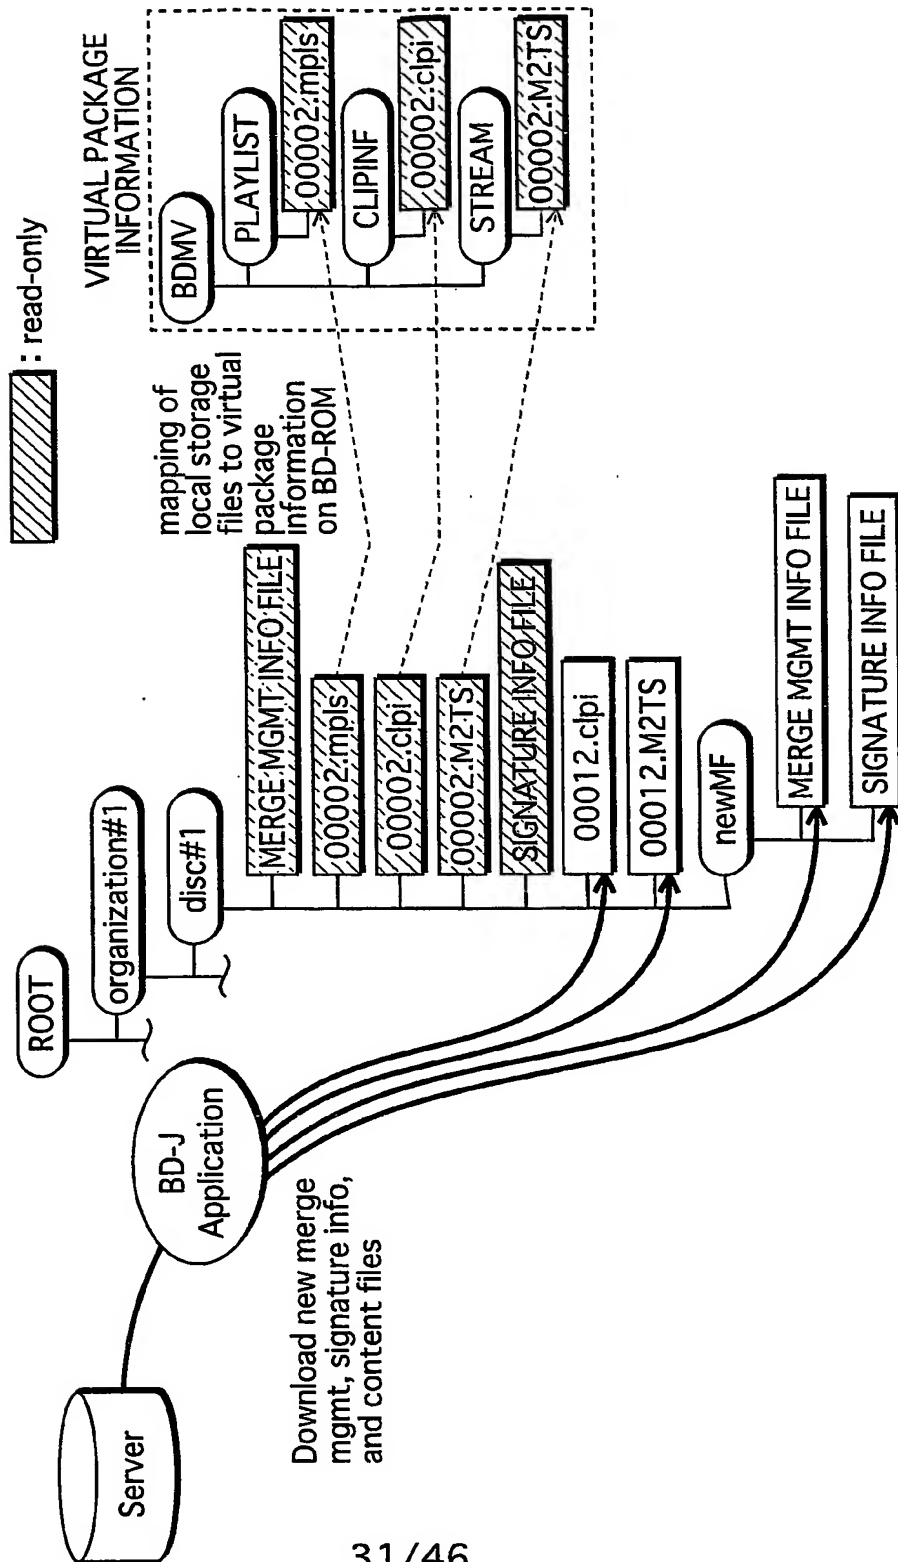 : read-only
VIRTUAL PACKAGE
INFORMATION
BDMV
PLAYLIST
00002.mpls
CLIPINF
00002.clpi
STREAM
00002.M2TS
mapping of
local storage
files to virtual
package
information
on BD-ROM
ROOT
organization#1
disc#1
MERGE MGMT INFO FILE
00002.mpls
00002.clpi
00002.M2TS
SIGNATURE INFO FILE
00012.clpi
00012.M2TS
newMF
MERGE MGMT INFO FILE
SIGNATURE INFO FILE
BD-J
Application
Server
Download new merge
mgmt, signature info,
and content files
31/46